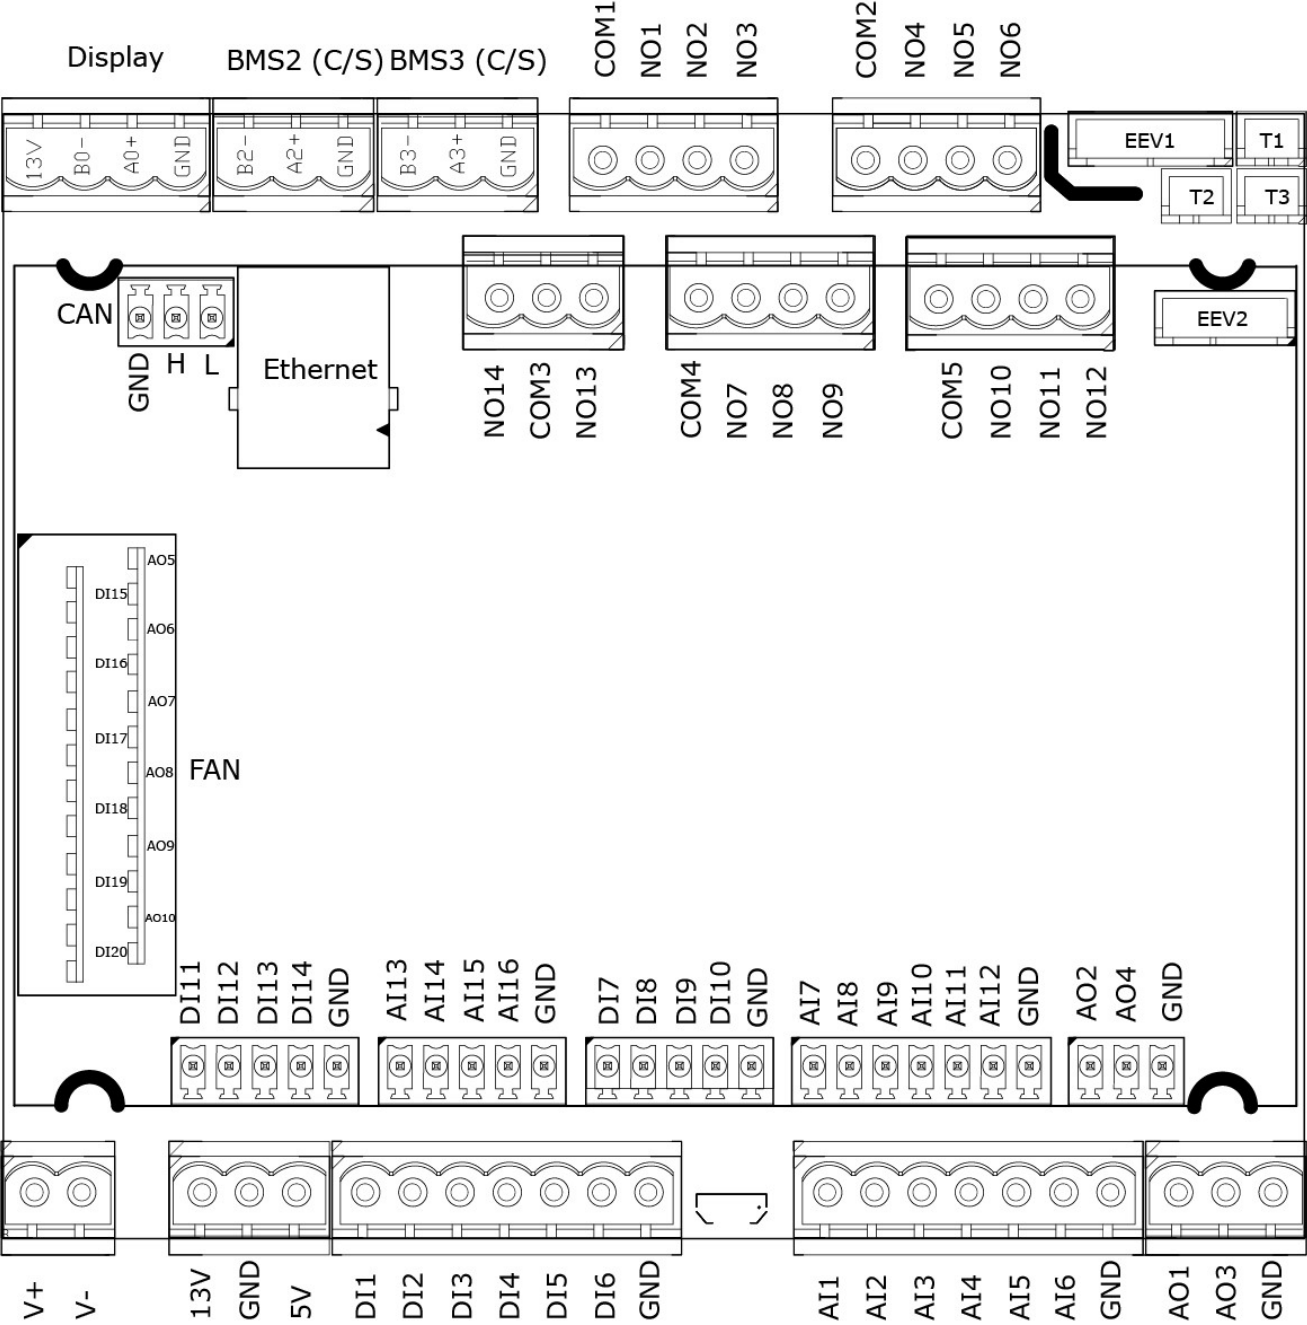 Display
BMS2 (C/S)
BMS3 (C/S)
COM1
NO1
NO2
NO3
COM2
NO4
NO5
NO6
13V
B0-
A0+
GND
B2-
A2+
GND
B3-
A3+
GND
EEV1
T1
T2
T3
CAN
GND
H
L
Ethernet
NO14
COM3
NO13
COM4
NO7
NO8
NO9
COM5
NO10
NO11
NO12
EEV2
AO5
DI15
AO6
DI16
AO7
DI17
AO8
DI18
AO9
DI19
AO10
DI20
FAN
DI11
DI12
DI13
DI14
GND
AI13
AI14
AI15
AI16
GND
DI7
DI8
DI9
DI10
GND
AI7
AI8
AI9
AI10
AI11
AI12
GND
AO2
AO4
GND
V+
V-
13V
GND
5V
DI1
DI2
DI3
DI4
DI5
DI6
GND
AI1
AI2
AI3
AI4
AI5
AI6
GND
AO1
AO3
GND